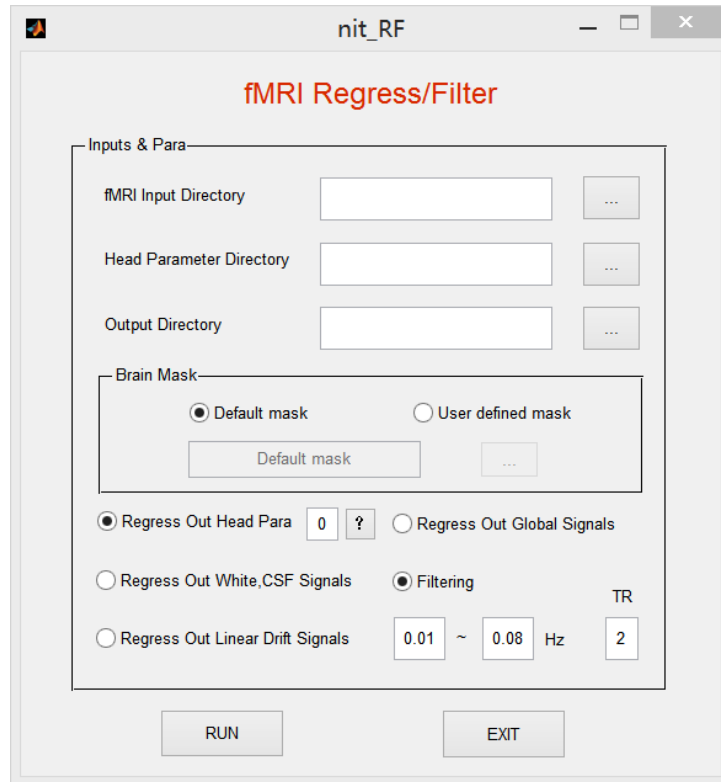 nit_RF
fMRI Regress/Filter
Inputs & Para
fMRI Input Directory ...
Head Parameter Directory ...
Output Directory ...
Brain Mask
Default mask User defined mask
Default mask ...
Regress Out Head Para 0 ? Regress Out Global Signals
Regress Out White,CSF Signals Filtering
TR
Regress Out Linear Drift Signals 0.01 ~ 0.08 Hz 2
RUN EXIT